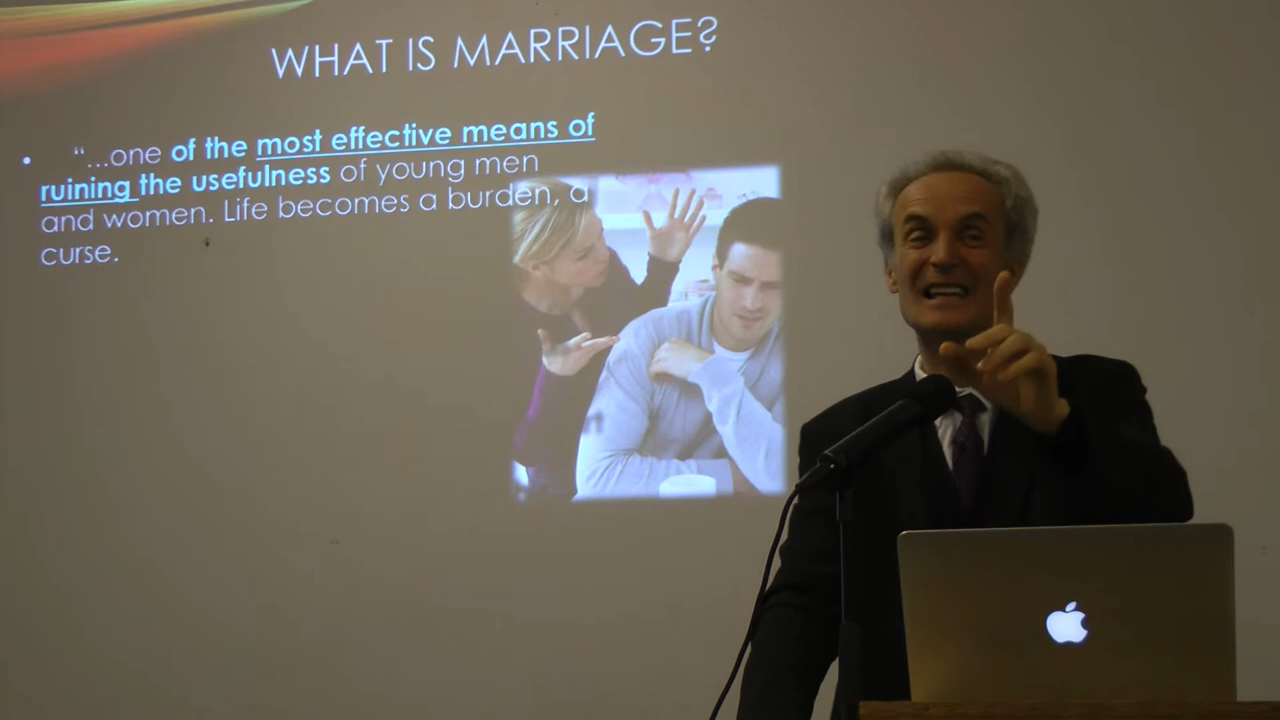 WHAT IS MARRIAGE?
• “...one of the most effective means of
ruining the usefulness of young men
and women. Life becomes a burden, a
curse.